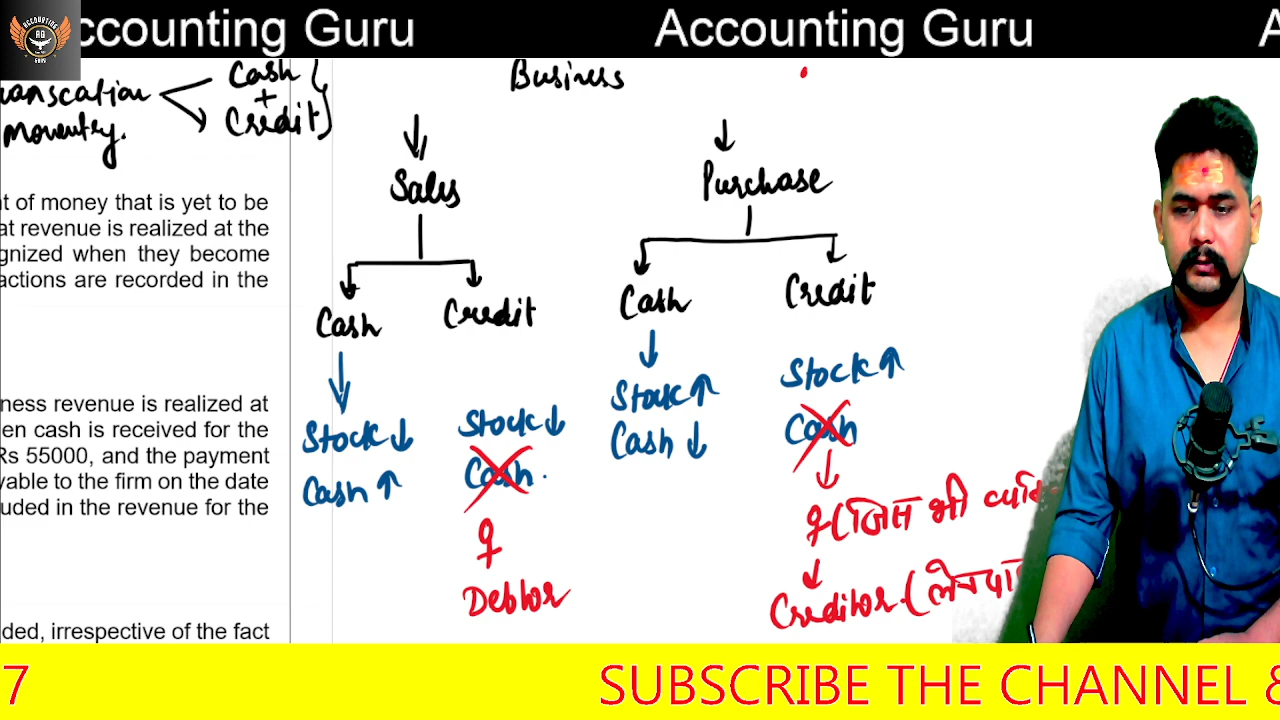 ccounting Guru
Accounting Guru
A
ACCOUNTING
AG
GURU
Cash
+
Credit
Business
t of money that is yet to be
at revenue is realized at the
gnized when they become
actions are recorded in the
ness revenue is realized at
en cash is received for the
Rs 55000, and the payment
vable to the firm on the date
uded in the revenue for the
ded, irrespective of the fact
Sales
Cash
Credit
Stock↓
Cash↑
Stock↓
Cash.
Debtor
Purchase
Cash
Credit
Stock↑
Cash↓
Stock↑
Cash
(जिस भी
Creditor.(
7
SUBSCRIBE THE CHANNEL &